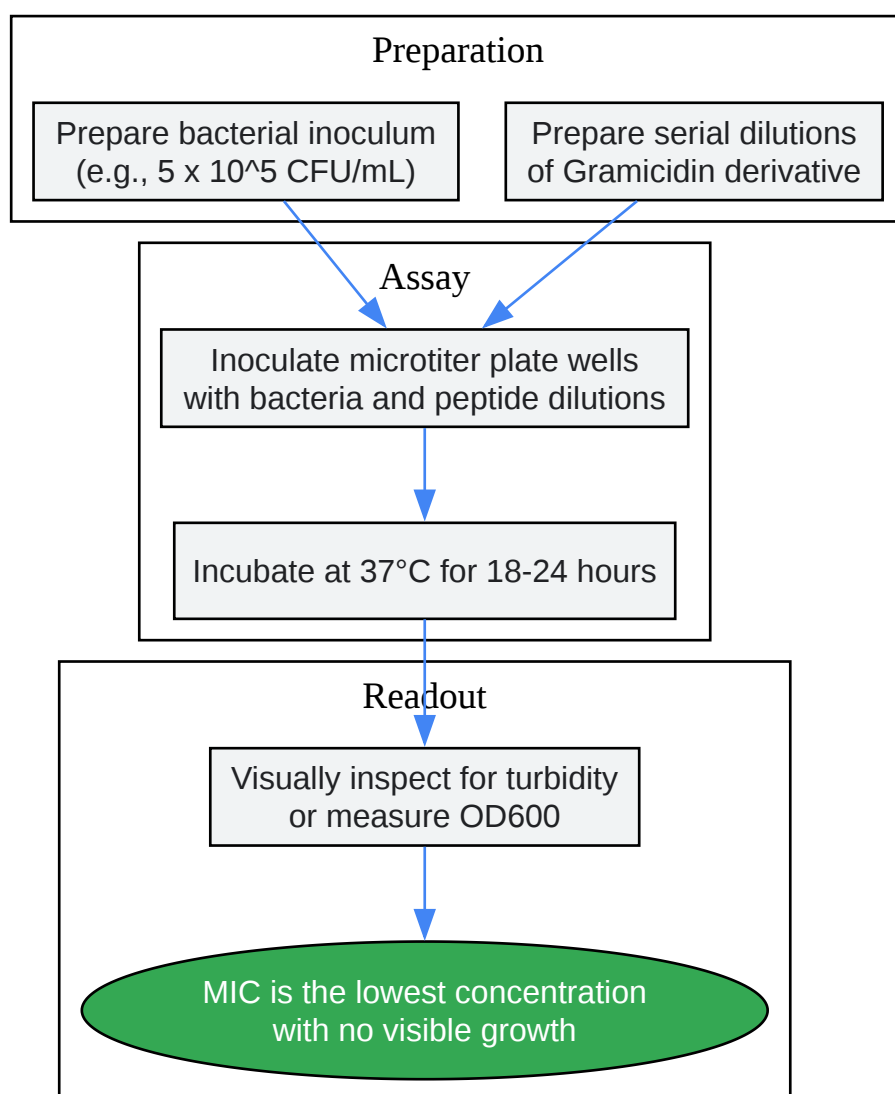 Preparation
Prepare bacterial inoculum
(e.g., 5 x 10^5 CFU/mL)
Prepare serial dilutions
of Gramicidin derivative
Assay
Inoculate microtiter plate wells
with bacteria and peptide dilutions
Incubate at 37°C for 18-24 hours
Readout
Visually inspect for turbidity
or measure OD600
MIC is the lowest concentration
with no visible growth